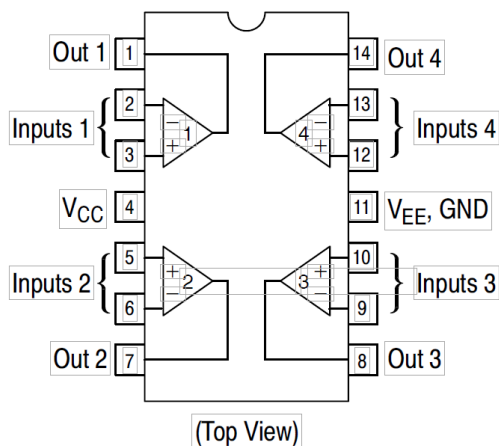 Out 1 1 14 Out 4
2 13
Inputs 1 − 1 4 − Inputs 4
3 + + 12
VCC 4 11 VEE, GND
5 + + 10
Inputs 2 2 3 Inputs 3
6 − − 9
Out 2 7 8 Out 3
(Top View)